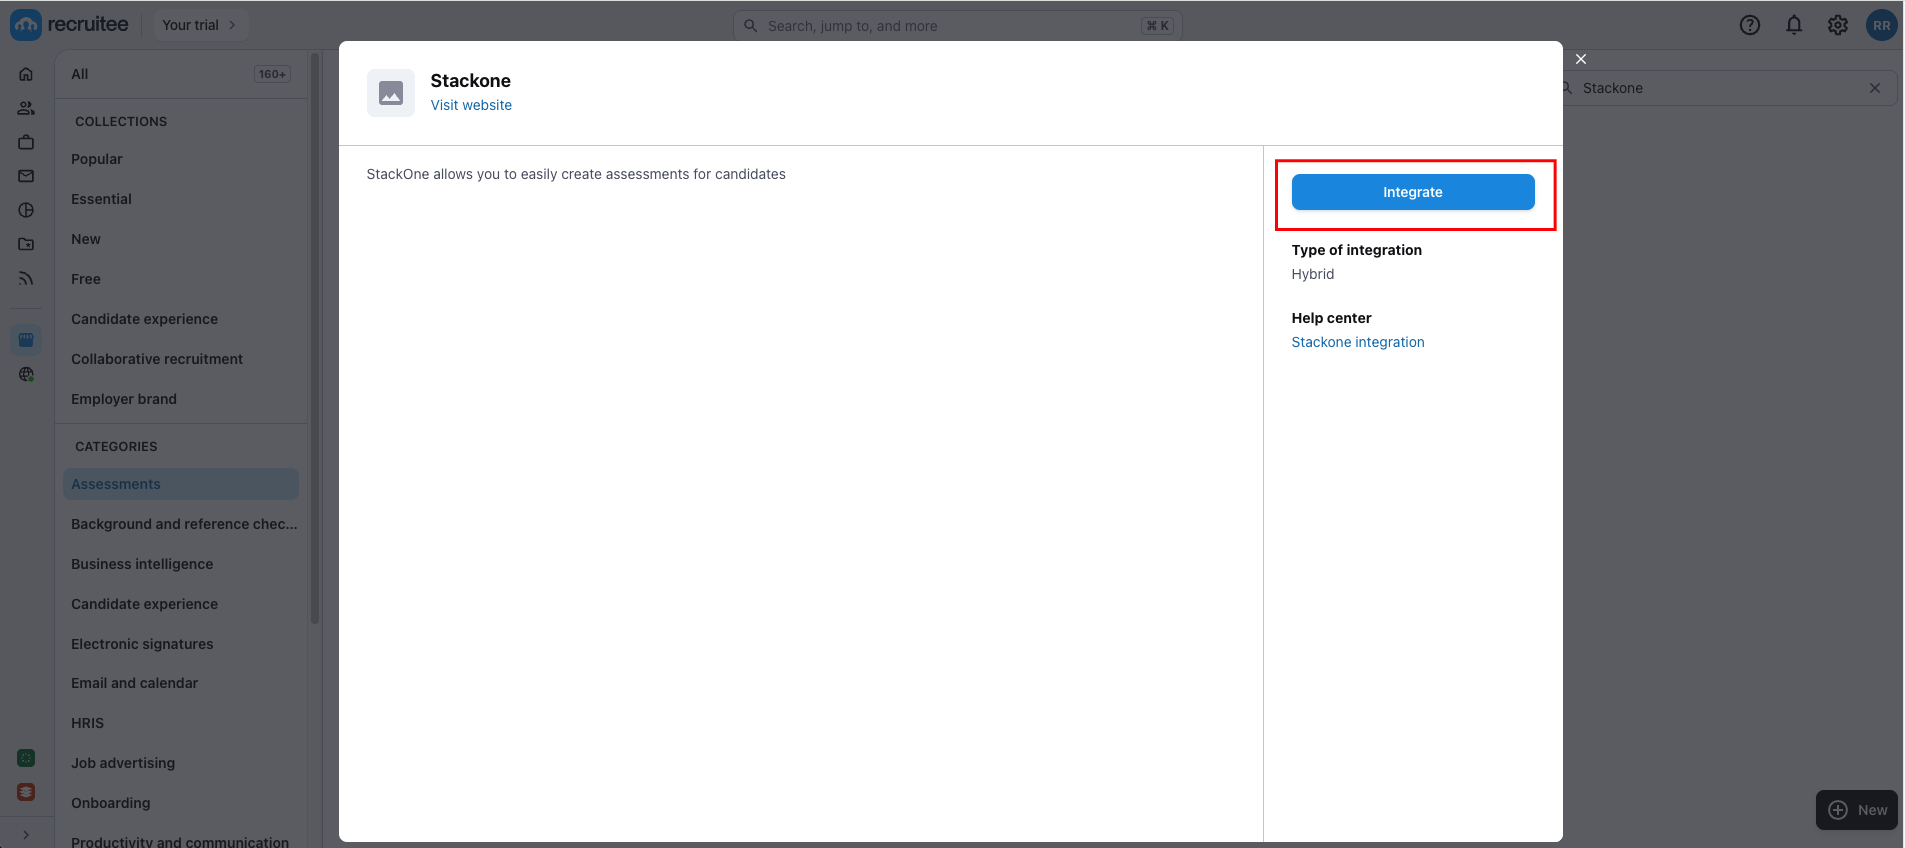 recruitee
Your trial
Search, jump to, and more
⌘ K
RR
All
160+
COLLECTIONS
Popular
Essential
New
Free
Candidate experience
Collaborative recruitment
Employer brand
CATEGORIES
Assessments
Background and reference chec...
Business intelligence
Candidate experience
Electronic signatures
Email and calendar
HRIS
Job advertising
Onboarding
Productivity and communication
Stackone
Visit website
StackOne allows you to easily create assessments for candidates
Integrate
Type of integration
Hybrid
Help center
Stackone integration
Stackone
New